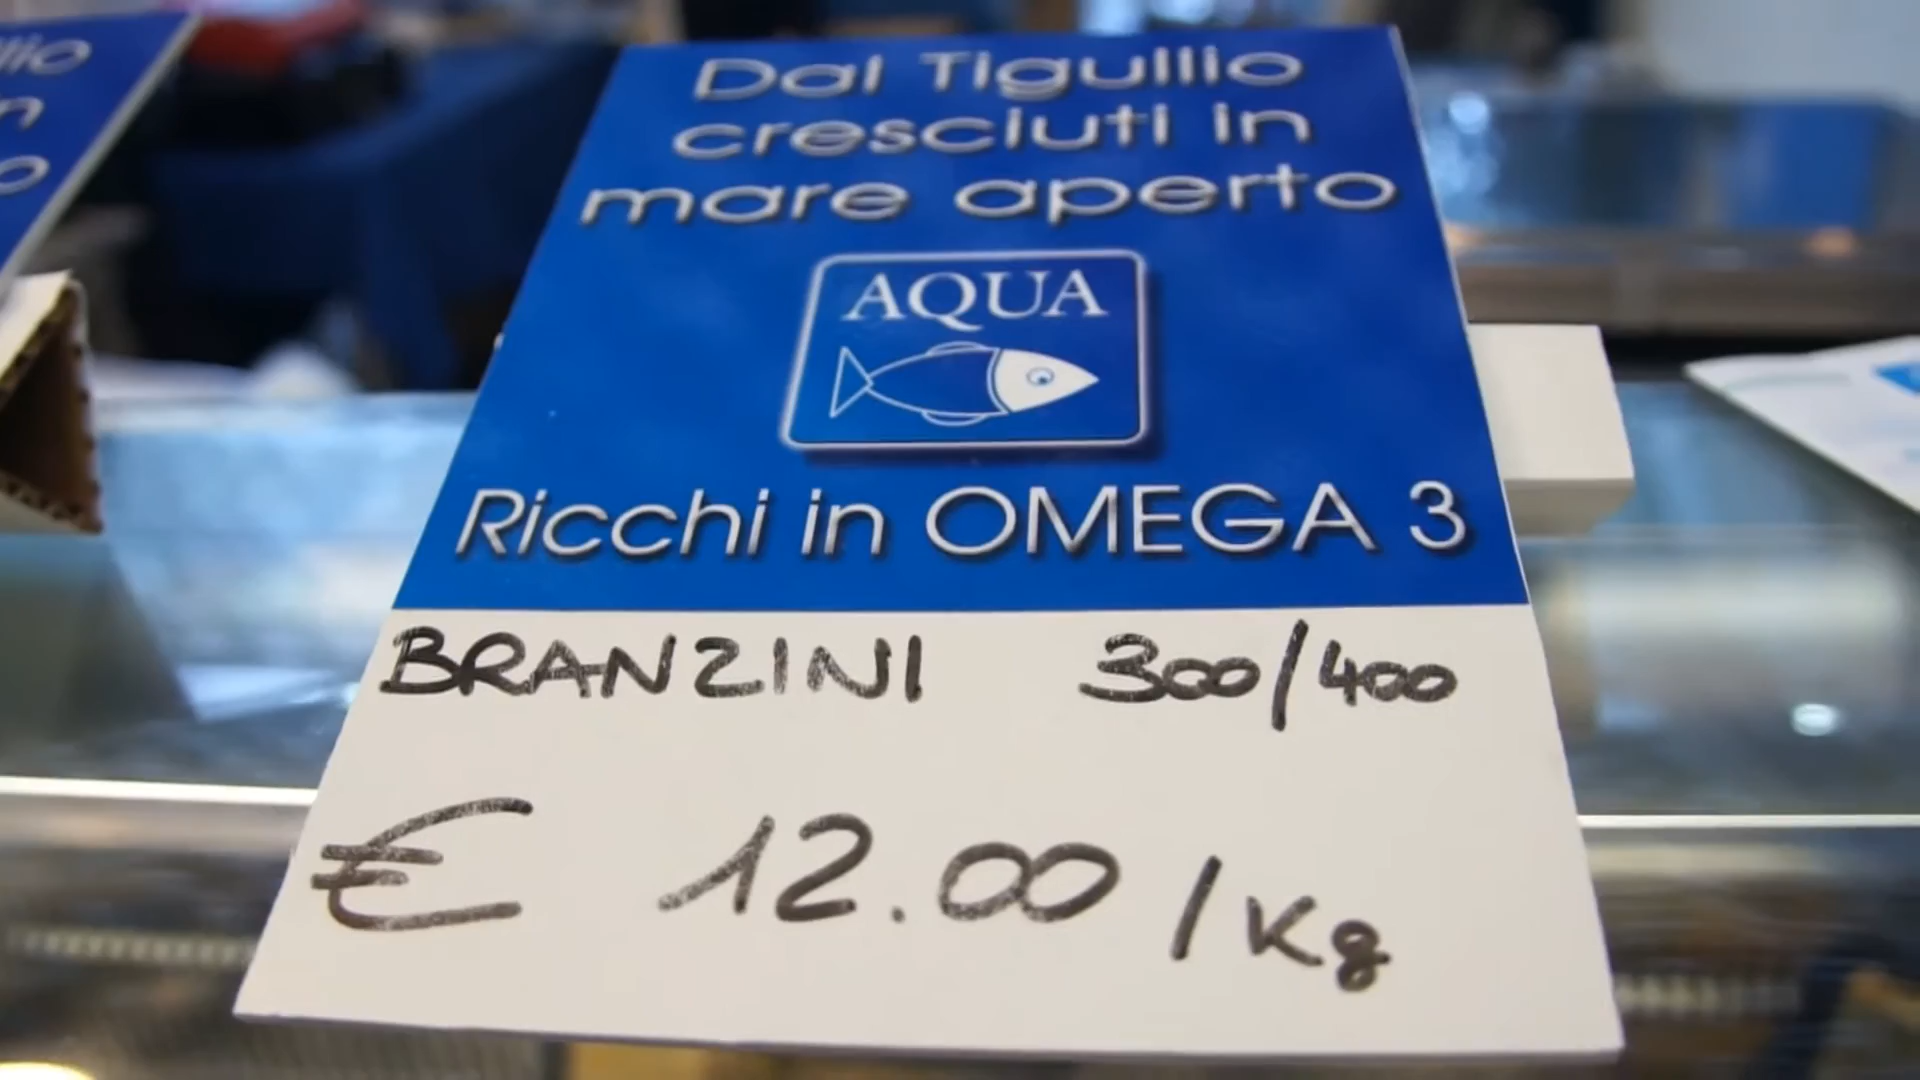 Dal Tigullio
cresciuti in
mare aperto
AQUA
Ricchi in OMEGA 3
BRANZINI 300/400
€ 12.00 /Kg